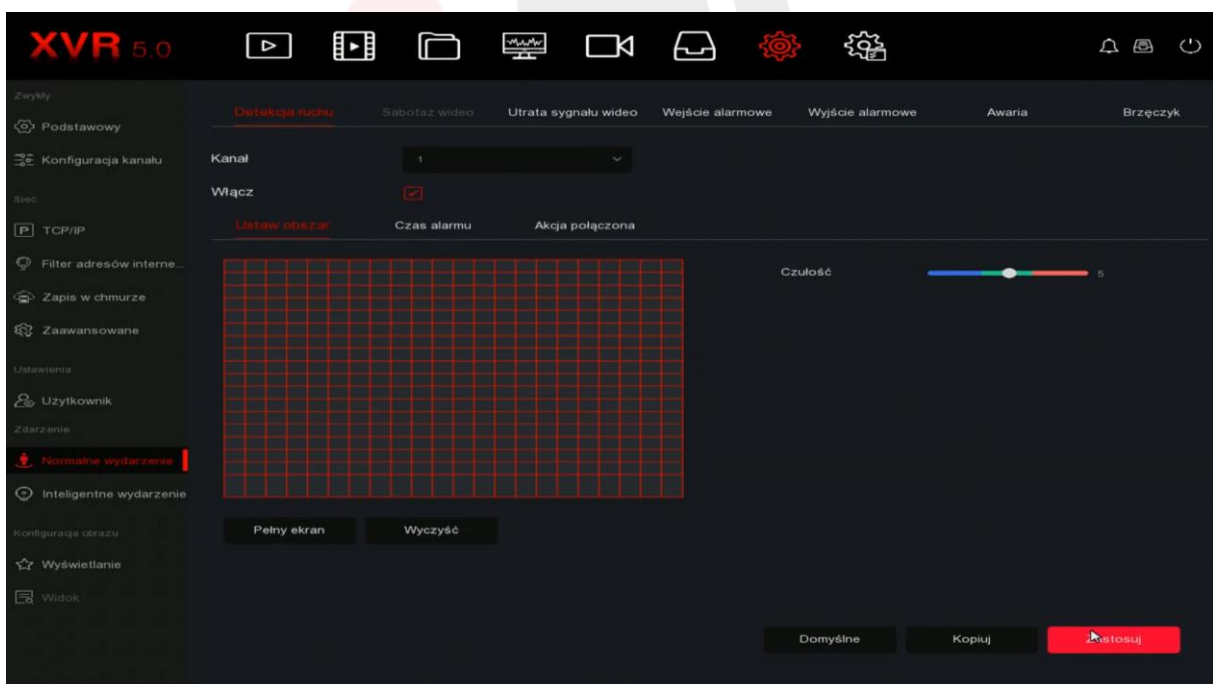 XVR 5.0
Zwykły
Podstawowy
Konfiguracja kanału
Sieć
P TCP/IP
Filter adresów interne...
Zapis w chmurze
Zaawansowane
Ustawienia
Użytkownik
Zdarzenie
Normalne wydarzenie
Inteligentne wydarzenie
Konfiguracja obrazu
Wyświetlanie
Widok
Detekcja ruchu Sabotaz wideo Utrata sygnału wideo Wejście alarmowe Wyjście alarmowe Awaria Brzęczyk
Kanał 1
Włącz
Ustaw obszar Czas alarmu Akcja połączona
Czułość 5
Pełny ekran Wyczyść
Domyślne Kopiuj Zastosuj